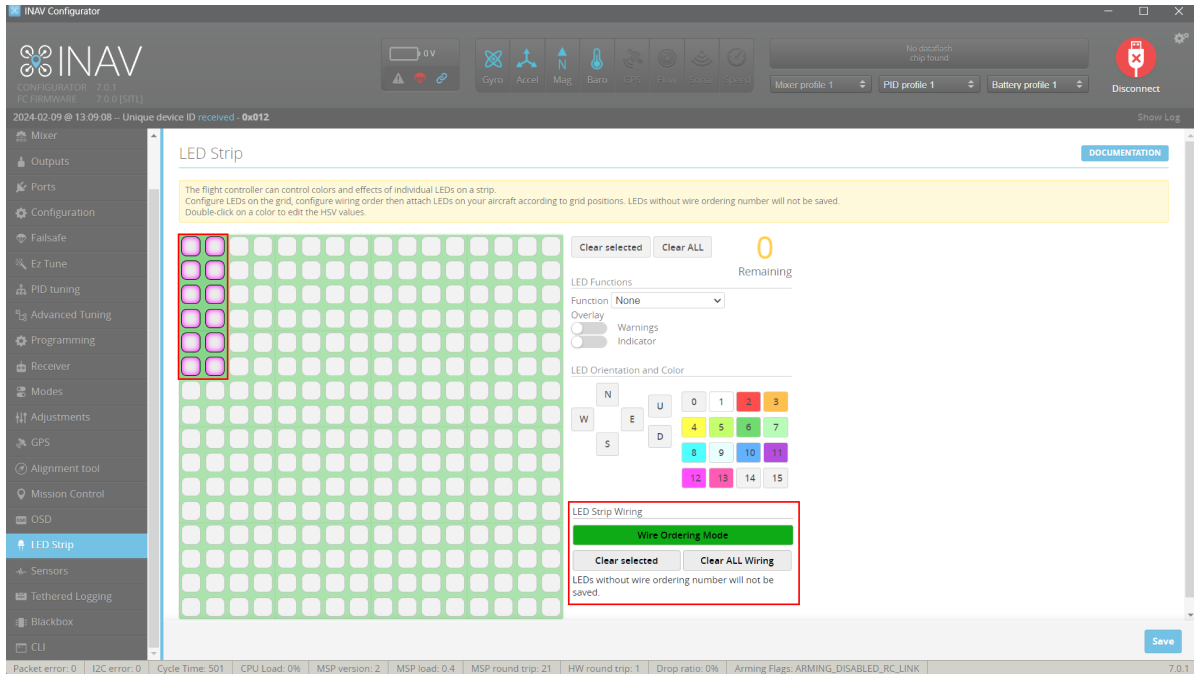 INAV Configurator
INAV
CONFIGURATOR 7.0.1
FC FIRMWARE 7.0.0 [SITL]
0 V
Gyro Accel Mag Baro GPS Flow Sonar Speed
No dataflash
chip found
Mixer profile 1
PID profile 1
Battery profile 1
Disconnect
2024-02-09 @ 13:09:08 -- Unique device ID received - 0x012
Show Log
Mixer
Outputs
Ports
Configuration
Failsafe
Ez Tune
PID tuning
Advanced Tuning
Programming
Receiver
Modes
Adjustments
GPS
Alignment tool
Mission Control
OSD
LED Strip
Sensors
Tethered Logging
Blackbox
CLI
LED Strip
DOCUMENTATION
The flight controller can control colors and effects of individual LEDs on a strip.
Configure LEDs on the grid, configure wiring order then attach LEDs on your aircraft according to grid positions. LEDs without wire ordering number will not be saved.
Double-click on a color to edit the HSV values.
Clear selected
Clear ALL
0
Remaining
LED Functions
Function None
Overlay
Warnings
Indicator
LED Orientation and Color
N
W E
S
U
D
0 1 2 3
4 5 6 7
8 9 10 11
12 13 14 15
LED Strip Wiring
Wire Ordering Mode
Clear selected
Clear ALL Wiring
LEDs without wire ordering number will not be
saved.
Save
Packet error: 0 I2C error: 0 Cycle Time: 501 CPU Load: 0% MSP version: 2 MSP load: 0.4 MSP round trip: 21 HW round trip: 1 Drop ratio: 0% Arming Flags: ARMING_DISABLED_RC_LINK 7.0.1